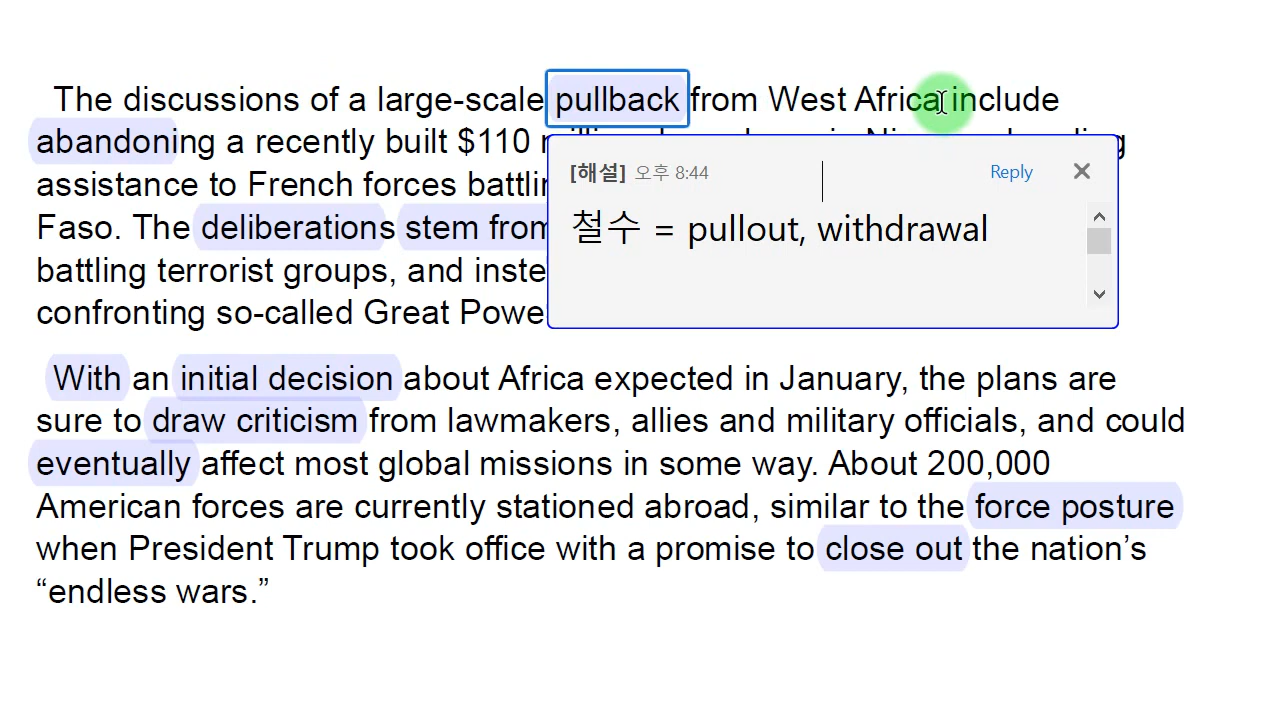 The discussions of a large-scale pullback from West Africa include
abandoning a recently built $110
assistance to French forces
[해설] 오후 8:44 Reply
철수 = pullout, withdrawal
Faso. The deliberations stem from
battling terrorist groups, and
confronting so-called Great
With an initial decision about Africa expected in January, the plans are
sure to draw criticism from lawmakers, allies and military officials, and could
eventually affect most global missions in some way. About 200,000
American forces are currently stationed abroad, similar to the force posture
when President Trump took office with a promise to close out the nation’s
“endless wars.”